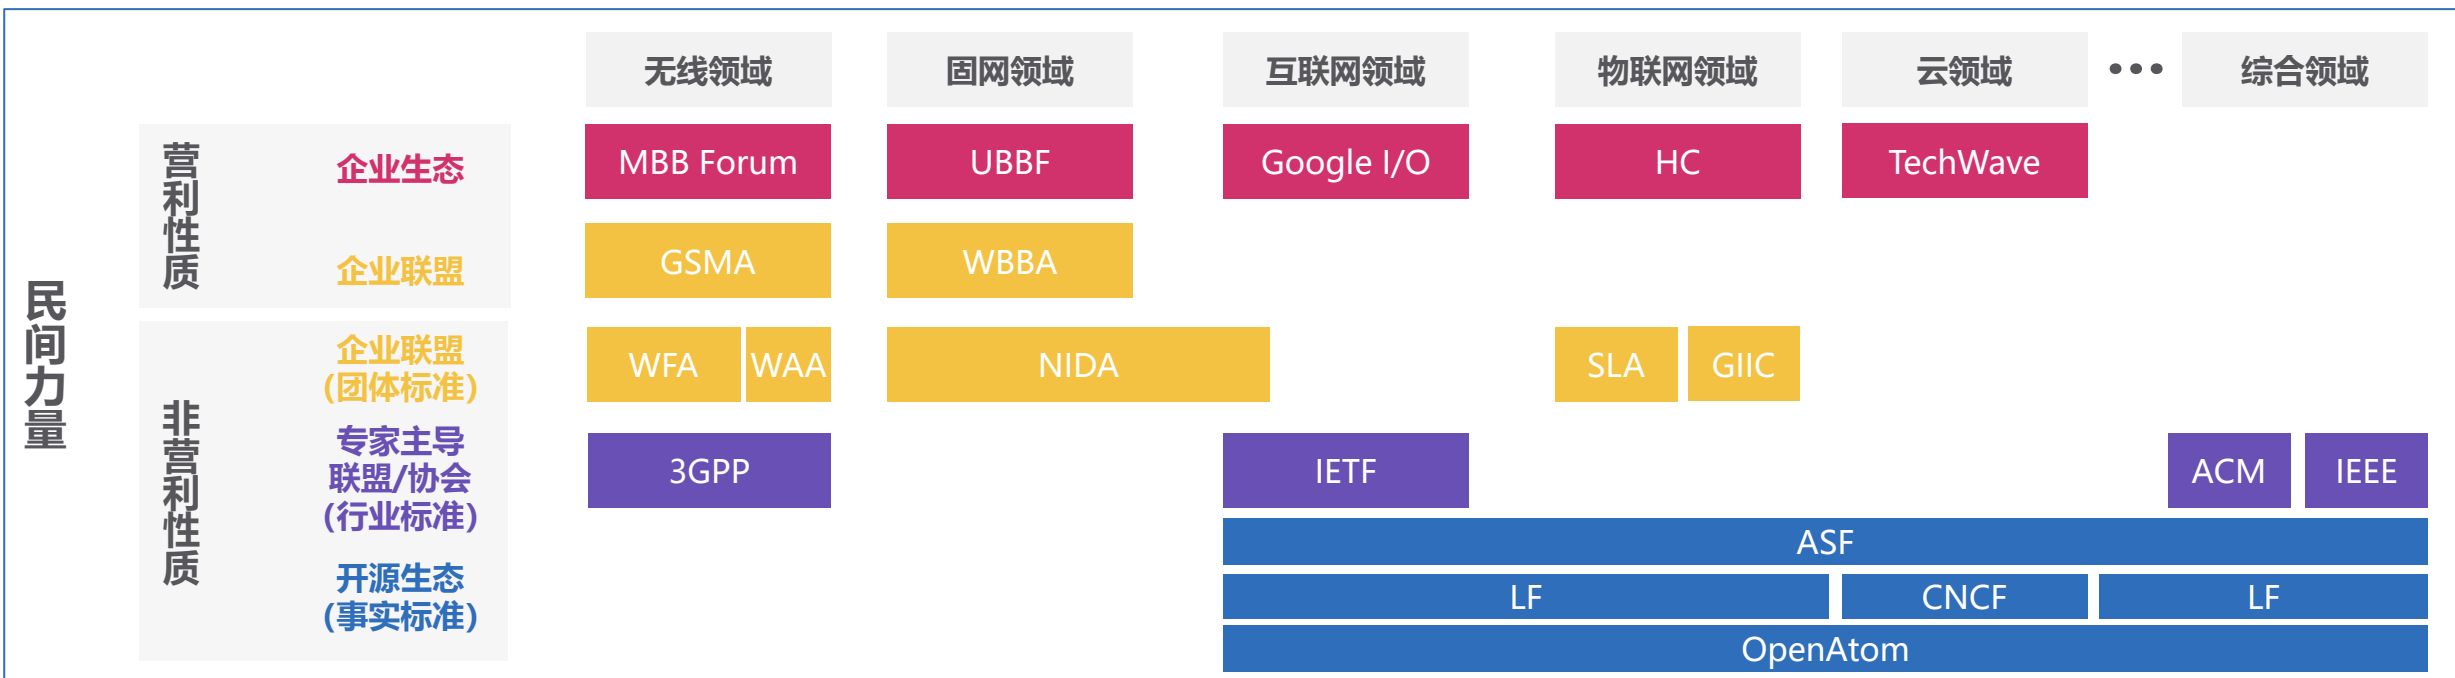 无线领域
固网领域
互联网领域
物联网领域
云领域
•••
综合领域
民间力量
营利性质
企业生态
MBB Forum
UBBF
Google I/O
HC
TechWave
企业联盟
GSMA
WBBA
非营利性质
企业联盟
(团体标准)
WFA
WAA
NIDA
SLA
GIIC
专家主导
联盟/协会
(行业标准)
3GPP
IETF
ACM
IEEE
开源生态
(事实标准)
ASF
LF
CNCF
LF
OpenAtom